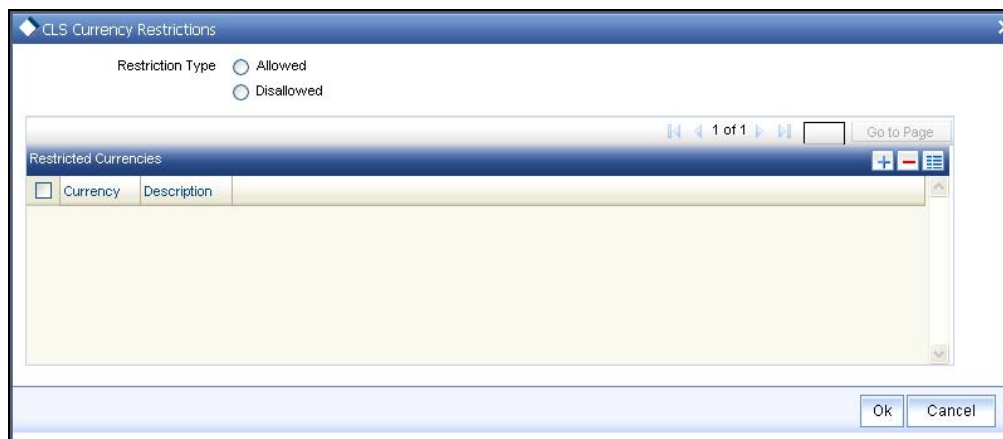 CLS Currency Restrictions
Restriction Type Allowed
Disallowed
1 of 1 Go to Page
Restricted Currencies
Currency Description
Ok Cancel